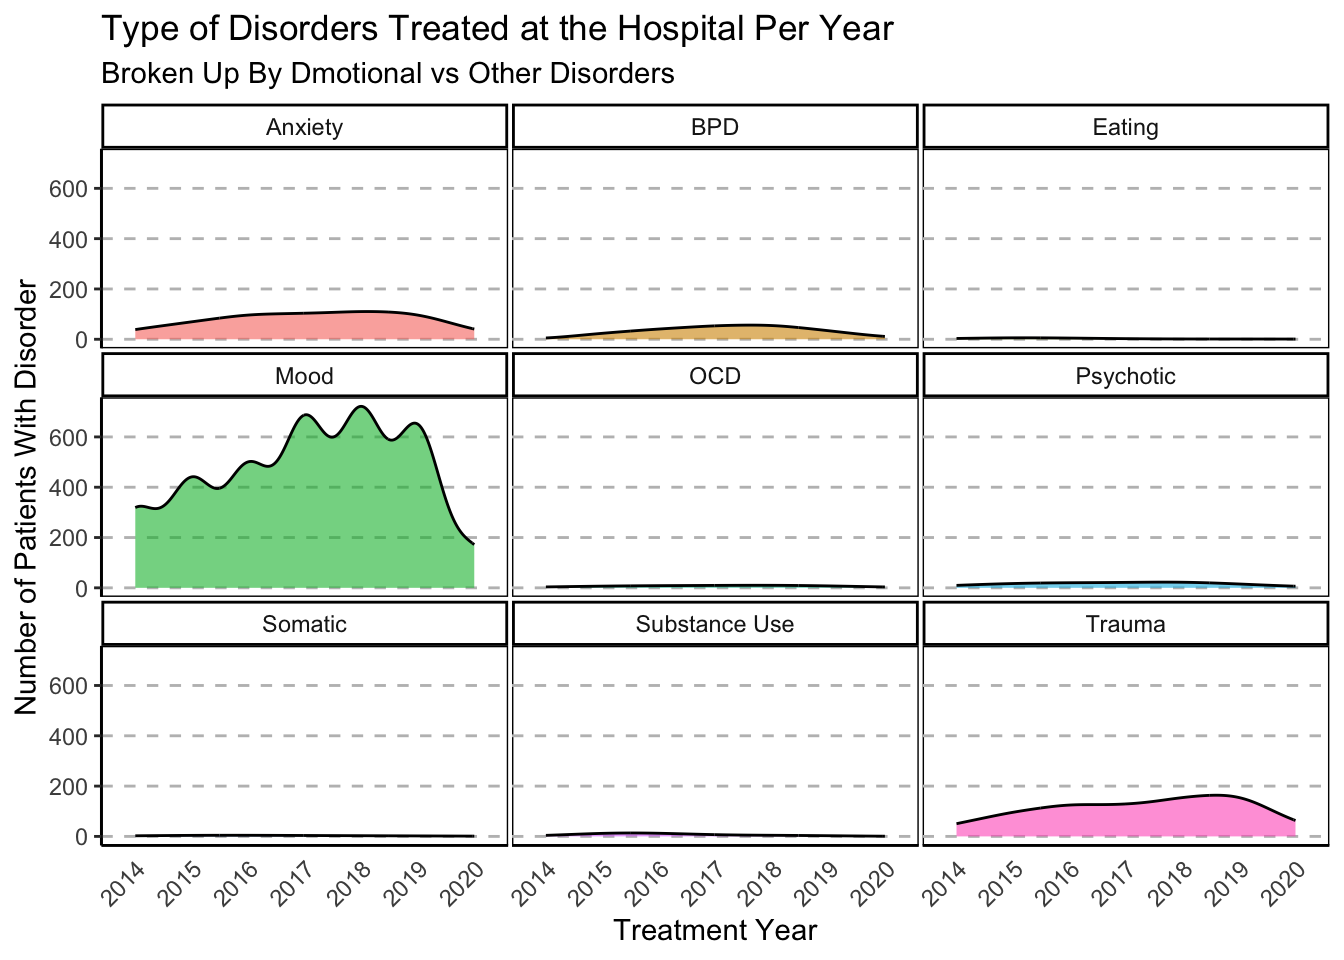 Type of Disorders Treated at the Hospital Per Year
Broken Up By Dmotional vs Other Disorders
Anxiety
BPD
Eating
600
400
200
0
Mood
OCD
Psychotic
600
400
200
0
Somatic
Substance Use
Trauma
600
400
200
0
Number of Patients With Disorder
2014 2015 2016 2017 2018 2019 2020
2014 2015 2016 2017 2018 2019 2020
2014 2015 2016 2017 2018 2019 2020
Treatment Year